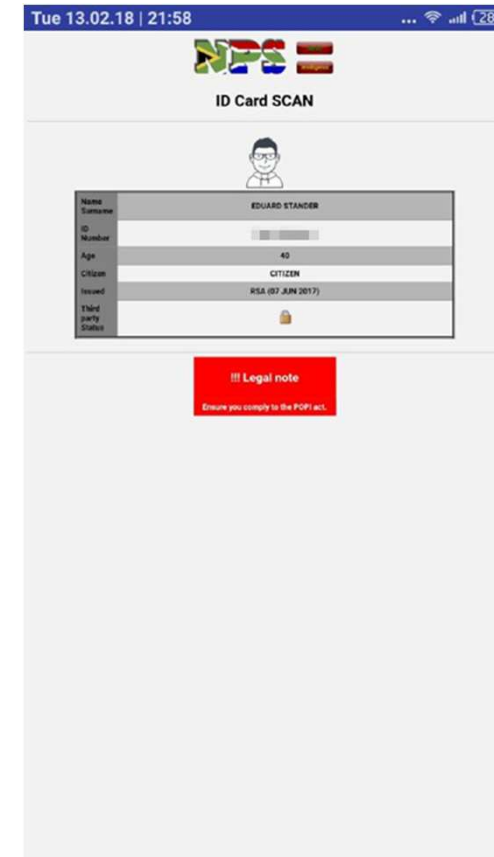 Tue 13.02.18 | 21:58 ... 28
NPS
ID Card SCAN
Name Surname EDUARD STANDER
ID Number
Age 40
Citizen CITIZEN
Issued RSA (07 JUN 2017)
Third party Status
!!! Legal note
Ensure you comply to the POPI act.